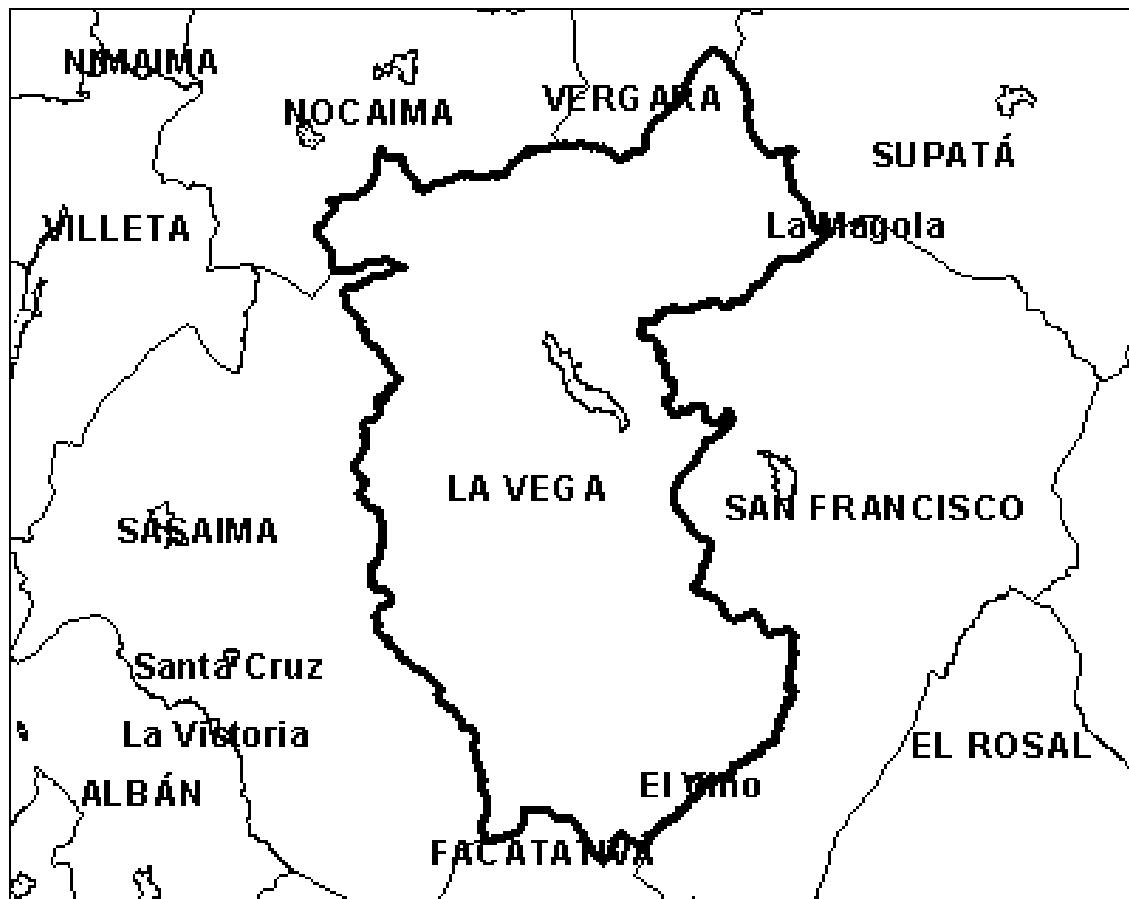 NIMAIMA
NOCAIMA
VERGARA
SUPATÁ
VILLETA
La Magola
LA VEGA
SAN FRANCISCO
SASAIMA
Santa Cruz
La Victoria
EL ROSAL
ALBÁN
El Vino
FACATATIVA